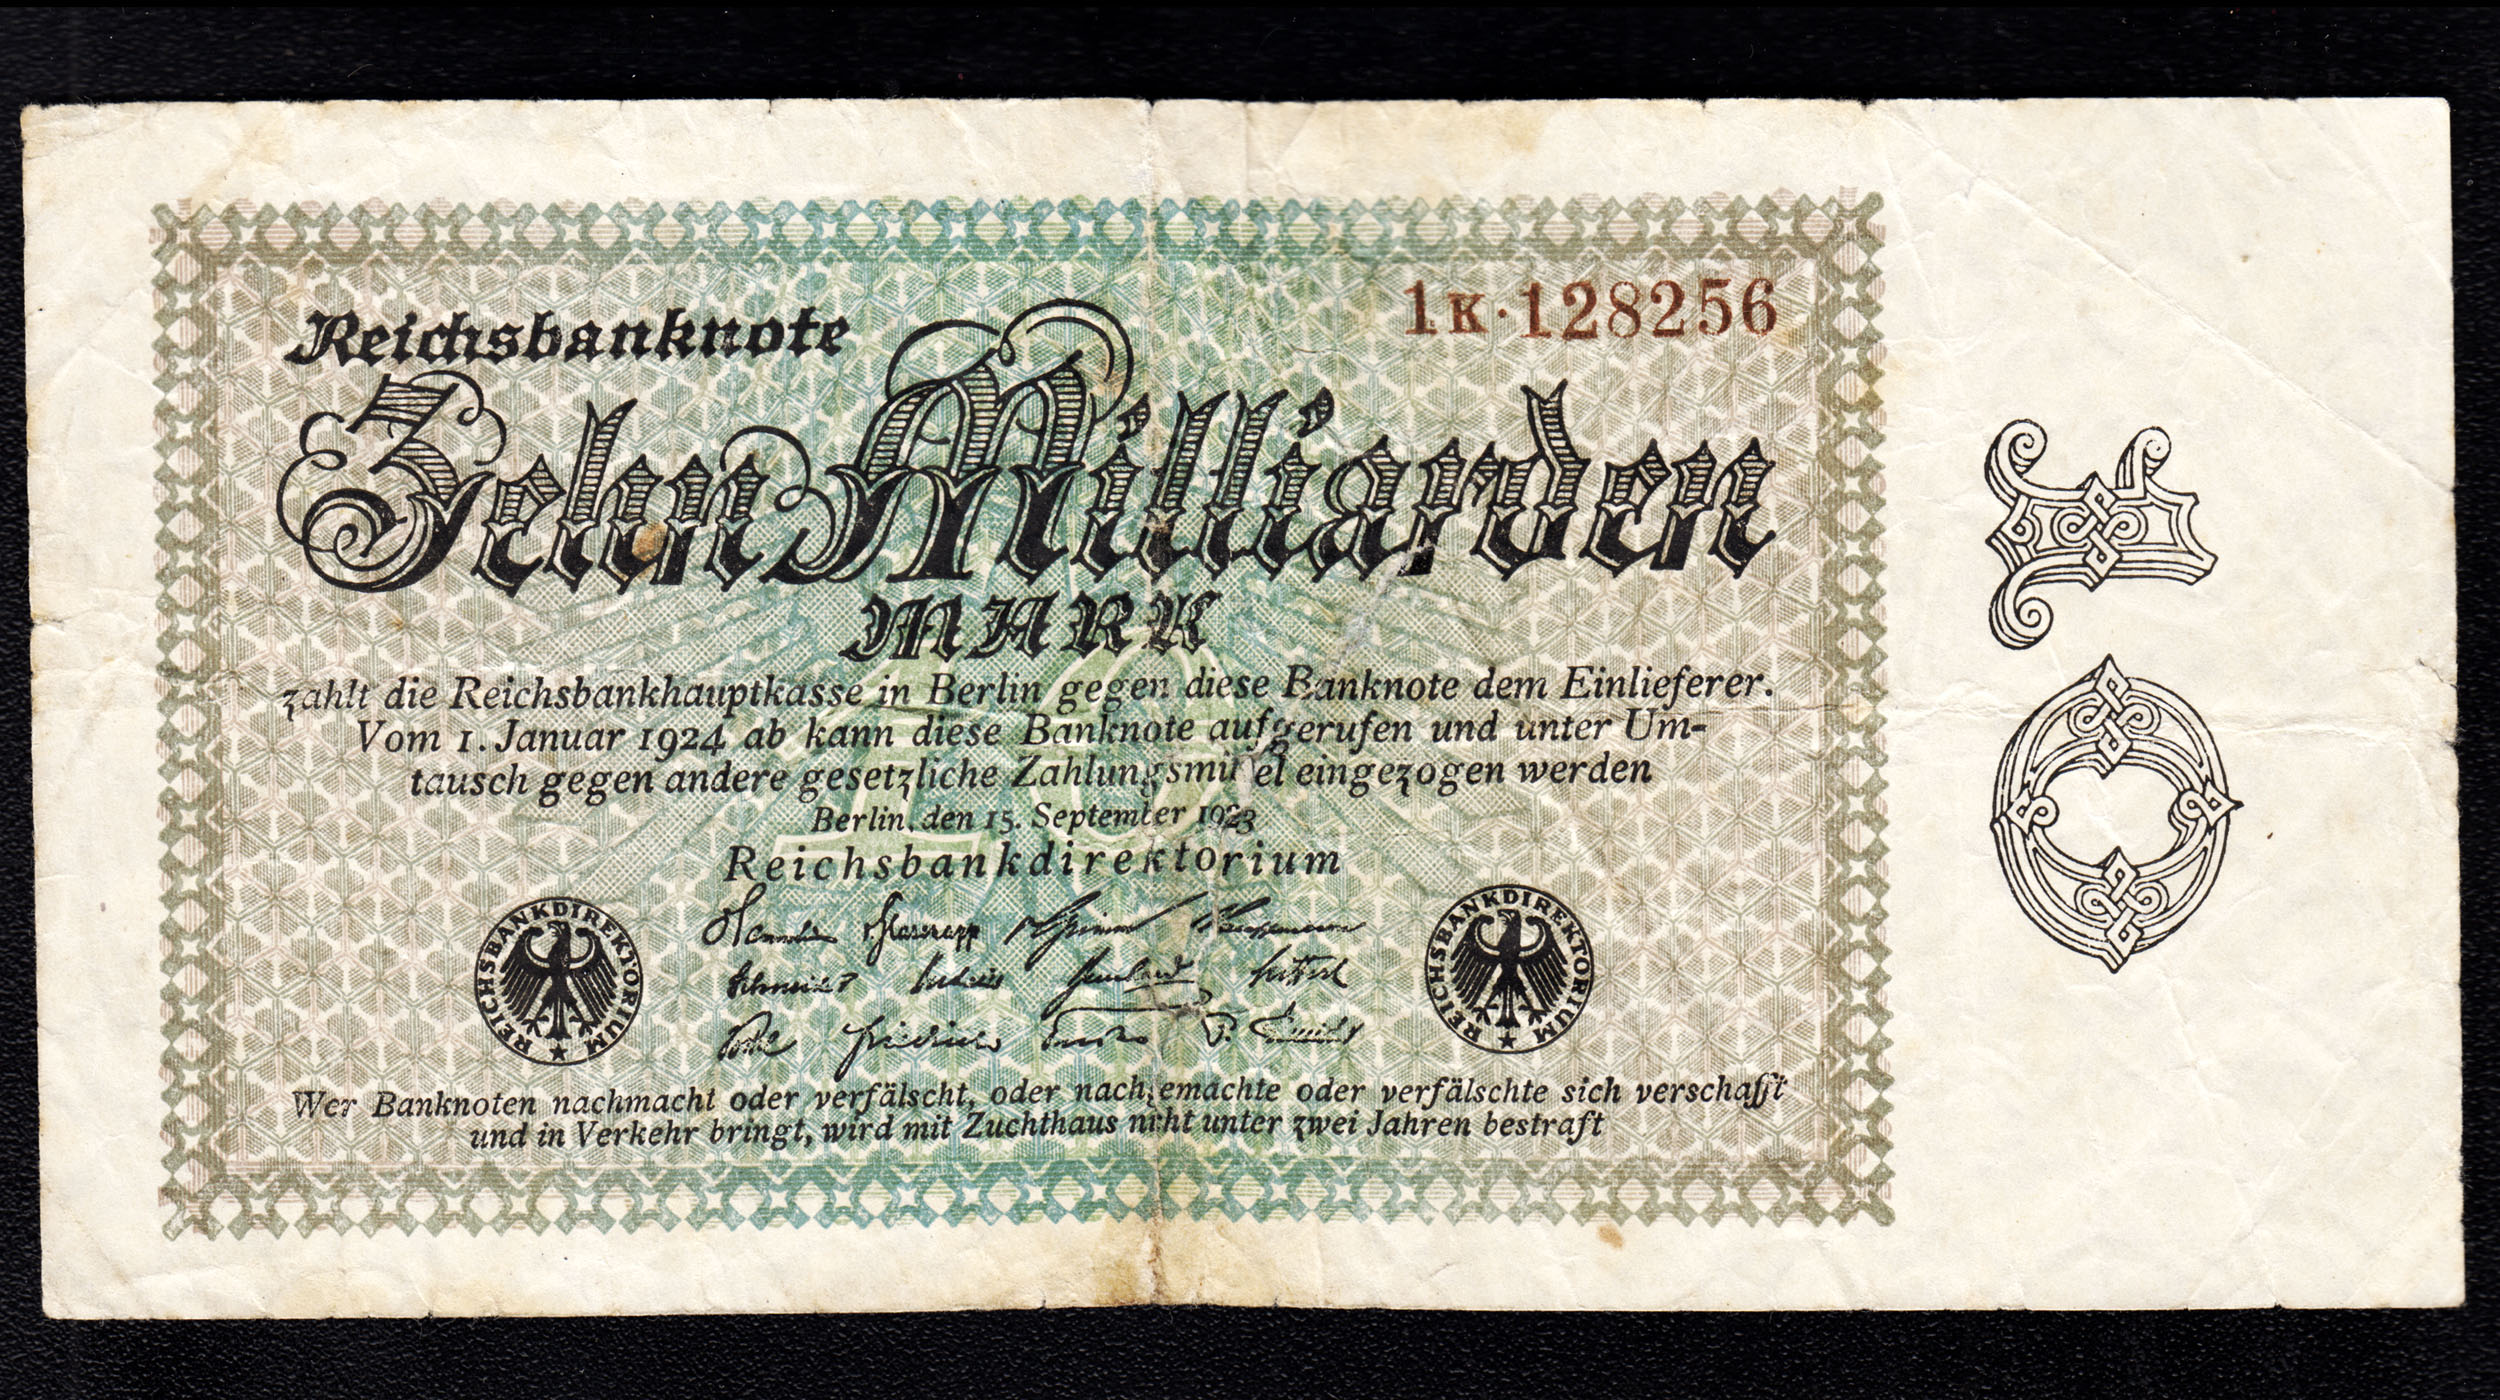 1K·128256
Reichsbanknote
Zehn Milliarden
MARK
zahlt die Reichsbankhauptkasse in Berlin gegen diese Banknote dem Einlieferer.
Vom 1. Januar 1924 ab kann diese Banknote aufgerufen und unter Um-
tausch gegen andere gesetzliche Zahlungsmittel eingezogen werden
Berlin, den 15. September 1923
Reichsbankdirektorium
REICHSBANKDIREKTORIUM
REICHSBANKDIREKTORIUM
Wer Banknoten nachmacht oder verfälscht, oder nachgemachte oder verfälschte sich verschafft
und in Verkehr bringt, wird mit Zuchthaus nicht unter zwei Jahren bestraft
10
10